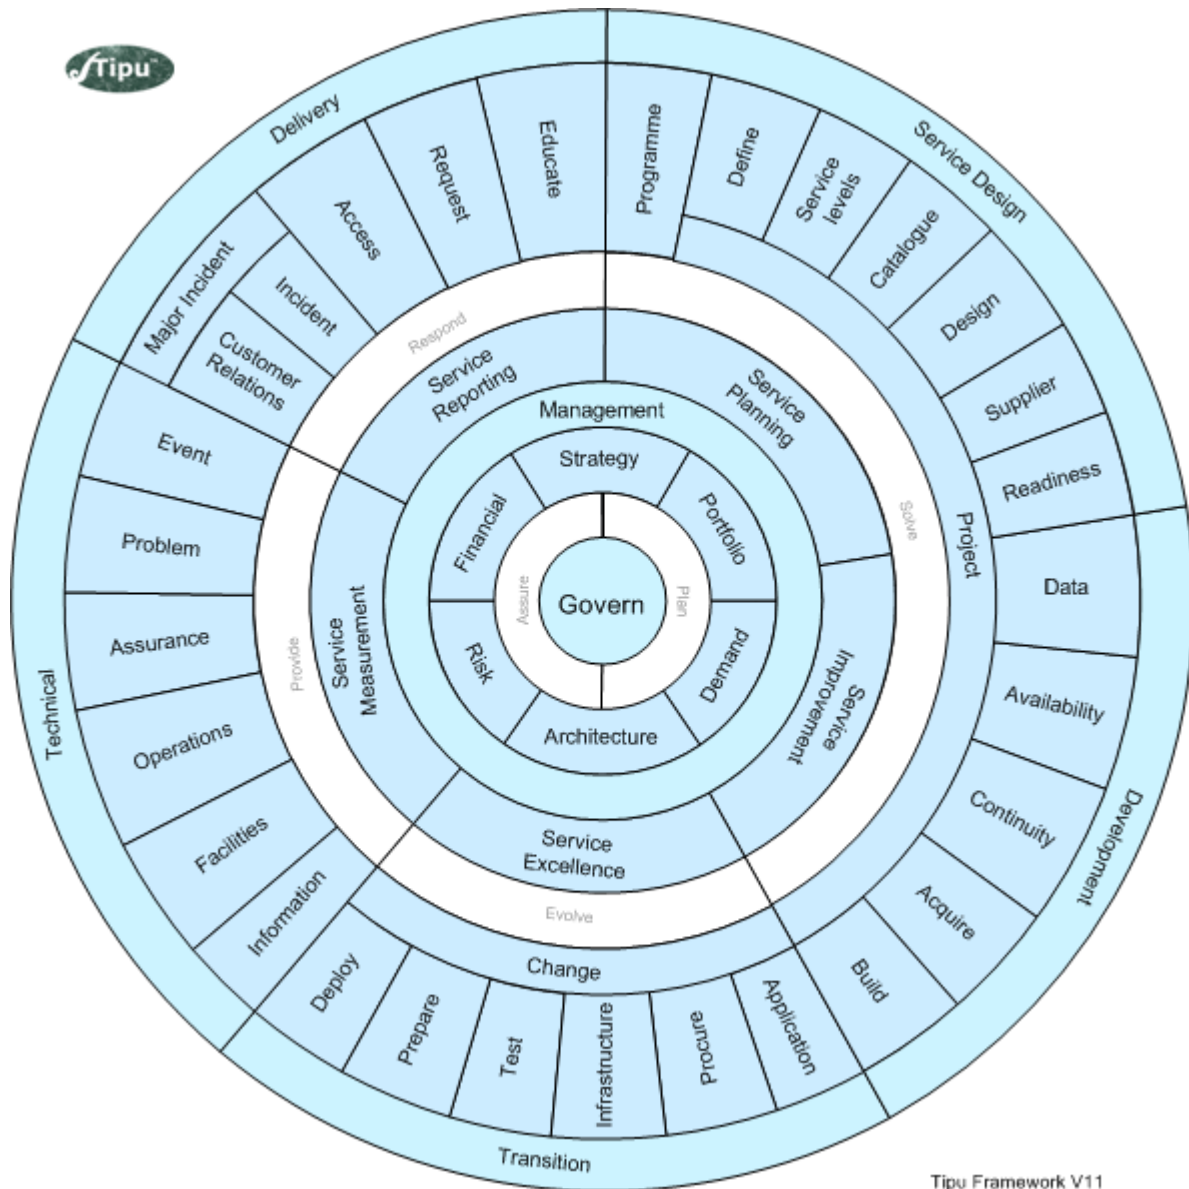 Tipu™
Delivery
Service Design
Development
Transition
Technical
Programme
Define
Service
levels
Catalogue
Design
Supplier
Readiness
Data
Availability
Continuity
Acquire
Build
Application
Procure
Infrastructure
Test
Prepare
Deploy
Information
Facilities
Operations
Assurance
Problem
Event
Customer
Relations
Major Incident
Incident
Access
Request
Educate
Project
Change
Respond
Solve
Evolve
Provide
Service
Planning
Service
Improvement
Service
Excellence
Service
Measurement
Service
Reporting
Management
Strategy
Portfolio
Demand
Architecture
Risk
Financial
Assure
Plan
Govern
Tipu Framework V11